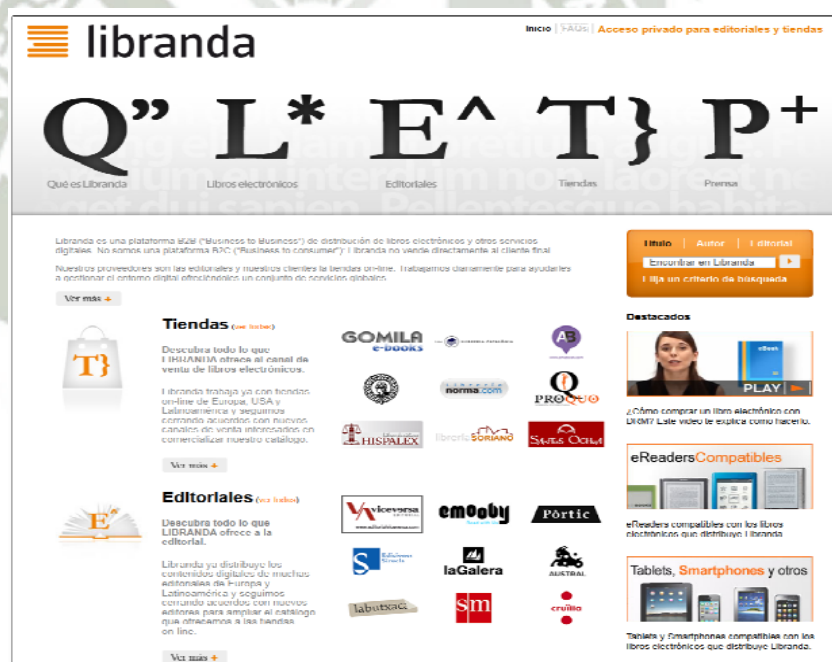 libranda
Inicio | FAQs | Acceso privado para editoriales y tiendas
Q” L* E^ T} P+
Qué es Libranda Libros electrónicos Editoriales Tiendas Prensa
Libranda es una plataforma B2B ("Business to Business") de distribución de libros electrónicos y otros servicios
digitales. No somos una plataforma B2C ("Business to consumer"): Libranda no vende directamente al cliente final.
Nuestros proveedores son las editoriales y nuestros clientes la tiendas on-line. Trabajamos diariamente para ayudarles
a gestionar el entorno digital ofreciéndoles un conjunto de servicios globales.
Ver más +
Título | Autor | Editorial
Encontrar en Libranda
Elija un criterio de búsqueda
T}
Tiendas (ver todas)
Descubra todo lo que
LIBRANDA ofrece al canal de
venta de libros electrónicos.
Libranda trabaja ya con tiendas
on-line de Europa, USA y
Latinoamérica y seguimos
cerrando acuerdos con nuevos
canales de venta interesados en
comercializar nuestro catálogo.
Ver más +
GOMILA
e-BOOKS
AB
norma.com
PROQUO
HISPALEX
librería SORIANO
SANTOS OCHOA
E^
Editoriales (ver todas)
Descubra todo lo que
LIBRANDA ofrece a la
editorial.
Libranda ya distribuye los
contenidos digitales de muchas
editoriales de Europa y
Latinoamérica y seguimos
cerrando acuerdos con nuevos
editores para ampliar el catálogo
que ofrecemos a las tiendas
on-line.
Ver más +
viceversa
emooby
Pòrtic
S Ediciones
Siruela
laGalera
AUSTRAL
labutxaca
sm
cruïlla
Destacados
eBook
PLAY
¿Cómo comprar un libro electrónico con
DRM? Este video te explica como hacerlo.
eReadersCompatibles
eReaders compatibles con los libros
electrónicos que distribuye Libranda
Tablets, Smartphones y otros
Tablets y Smartphones compatibles con los
libros electrónicos que distribuye Libranda.